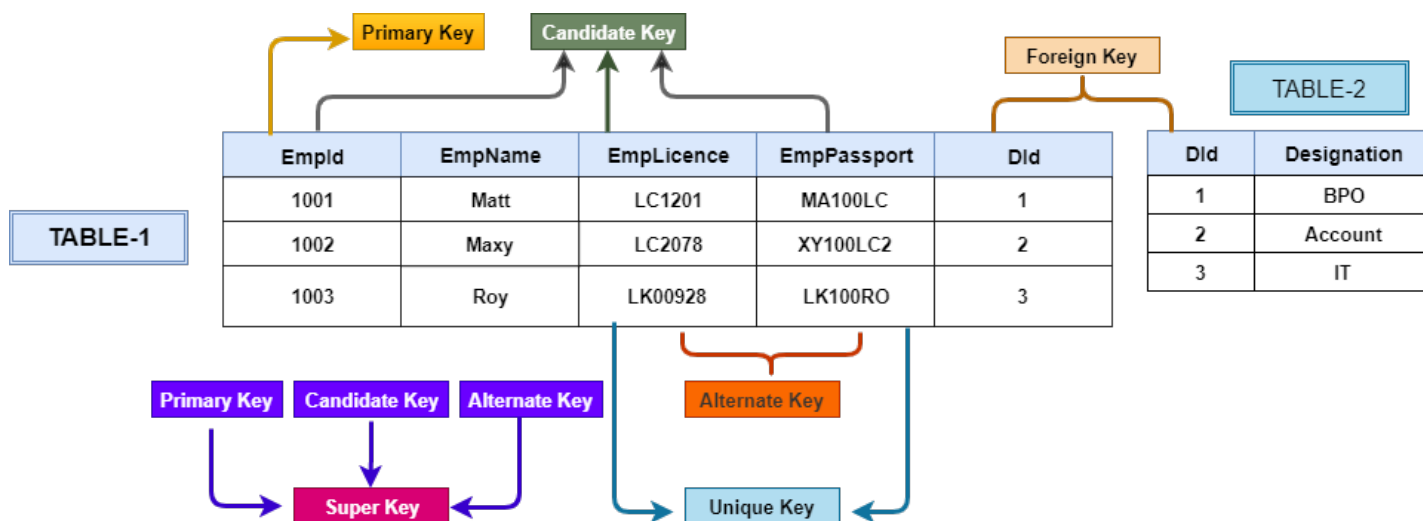 Primary Key
Candidate Key
Foreign Key
TABLE-2
EmpId EmpName EmpLicence EmpPassport DId
DId Designation
1001 Matt LC1201 MA100LC 1
1 BPO
TABLE-1
1002 Maxy LC2078 XY100LC2 2
2 Account
1003 Roy LK00928 LK100RO 3
3 IT
Primary Key Candidate Key Alternate Key
Alternate Key
Super Key
Unique Key